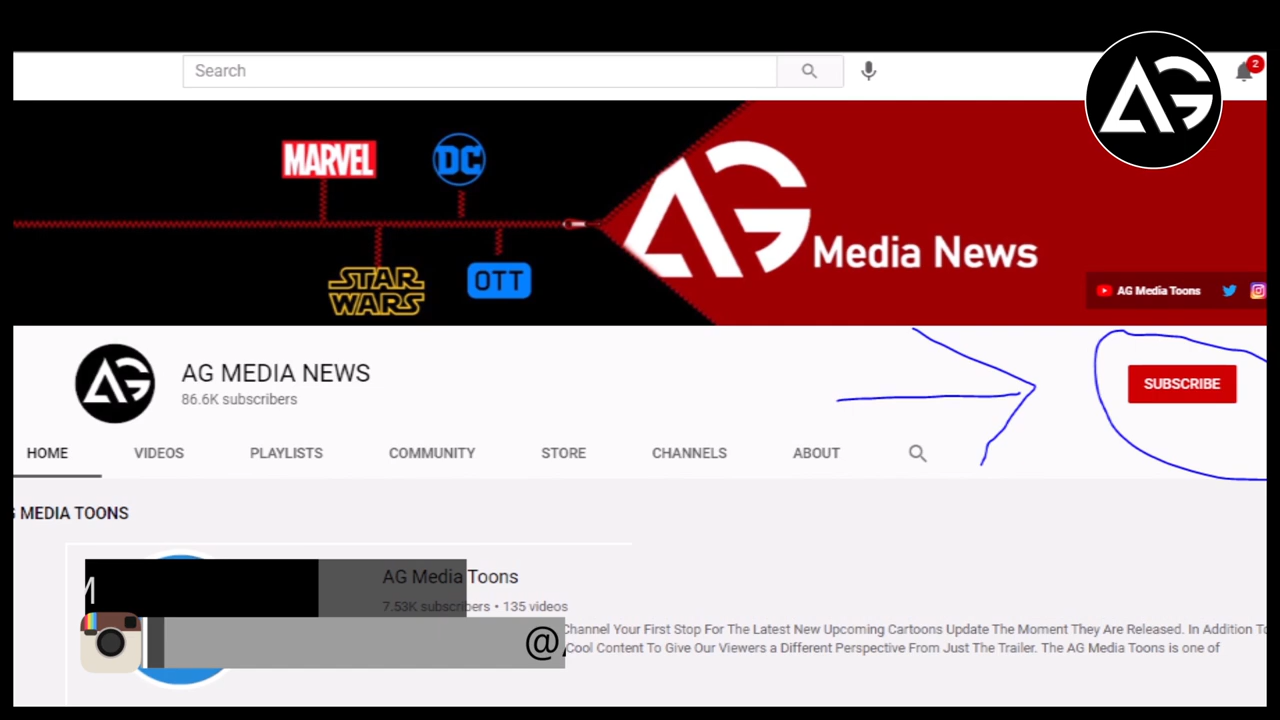 Search
2
AG
MARVEL
DC
AG
Media News
STAR
WARS
OTT
AG Media Toons
AG
AG MEDIA NEWS
86.6K subscribers
SUBSCRIBE
HOME VIDEOS PLAYLISTS COMMUNITY STORE CHANNELS ABOUT
MEDIA TOONS
AG Media Toons
M
7.53K subscribers • 135 videos
Channel Your First Stop For The Latest New Upcoming Cartoons Update The Moment They Are Released. In Addition To
@
Cool Content To Give Our Viewers a Different Perspective From Just The Trailer. The AG Media Toons is one of